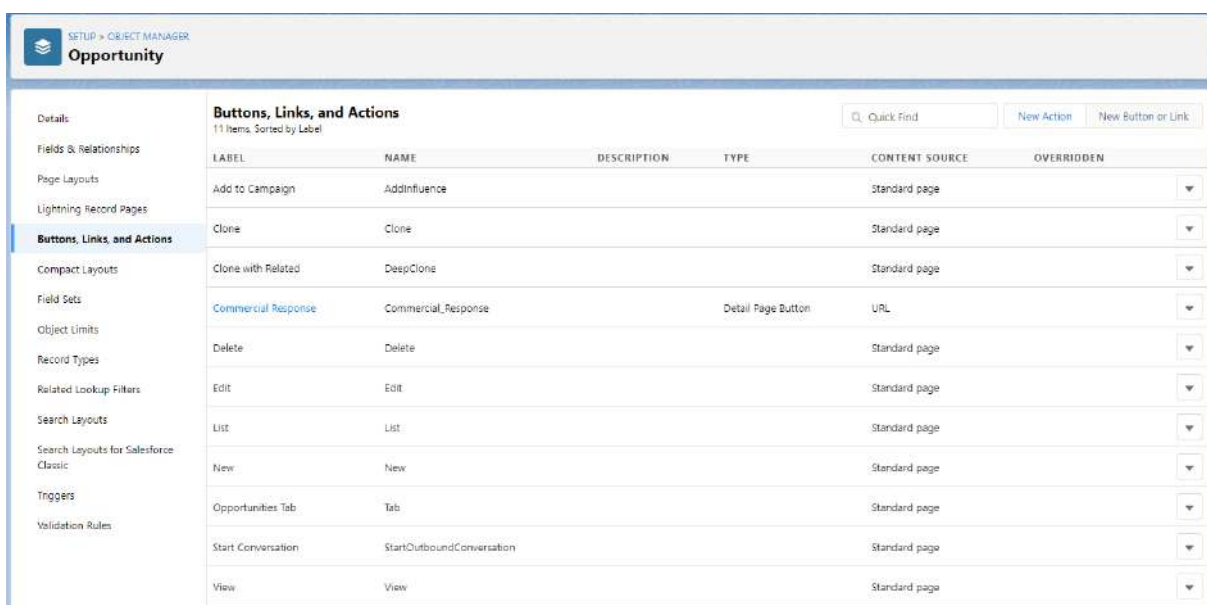 SETUP > OBJECT MANAGER
Opportunity
Details
Fields & Relationships
Page Layouts
Lightning Record Pages
Buttons, Links, and Actions
Compact Layouts
Field Sets
Object Limits
Record Types
Related Lookup Filters
Search Layouts
Search Layouts for Salesforce
Classic
Triggers
Validation Rules
Buttons, Links, and Actions
11 Items, Sorted by Label
Quick Find
New Action
New Button or Link
LABEL NAME DESCRIPTION TYPE CONTENT SOURCE OVERRIDDEN
Add to Campaign AddInfluence Standard page
Clone Clone Standard page
Clone with Related DeepClone Standard page
Commercial Response Commercial_Response Detail Page Button URL
Delete Delete Standard page
Edit Edit Standard page
List List Standard page
New New Standard page
Opportunities Tab Tab Standard page
Start Conversation StartOutboundConversation Standard page
View View Standard page